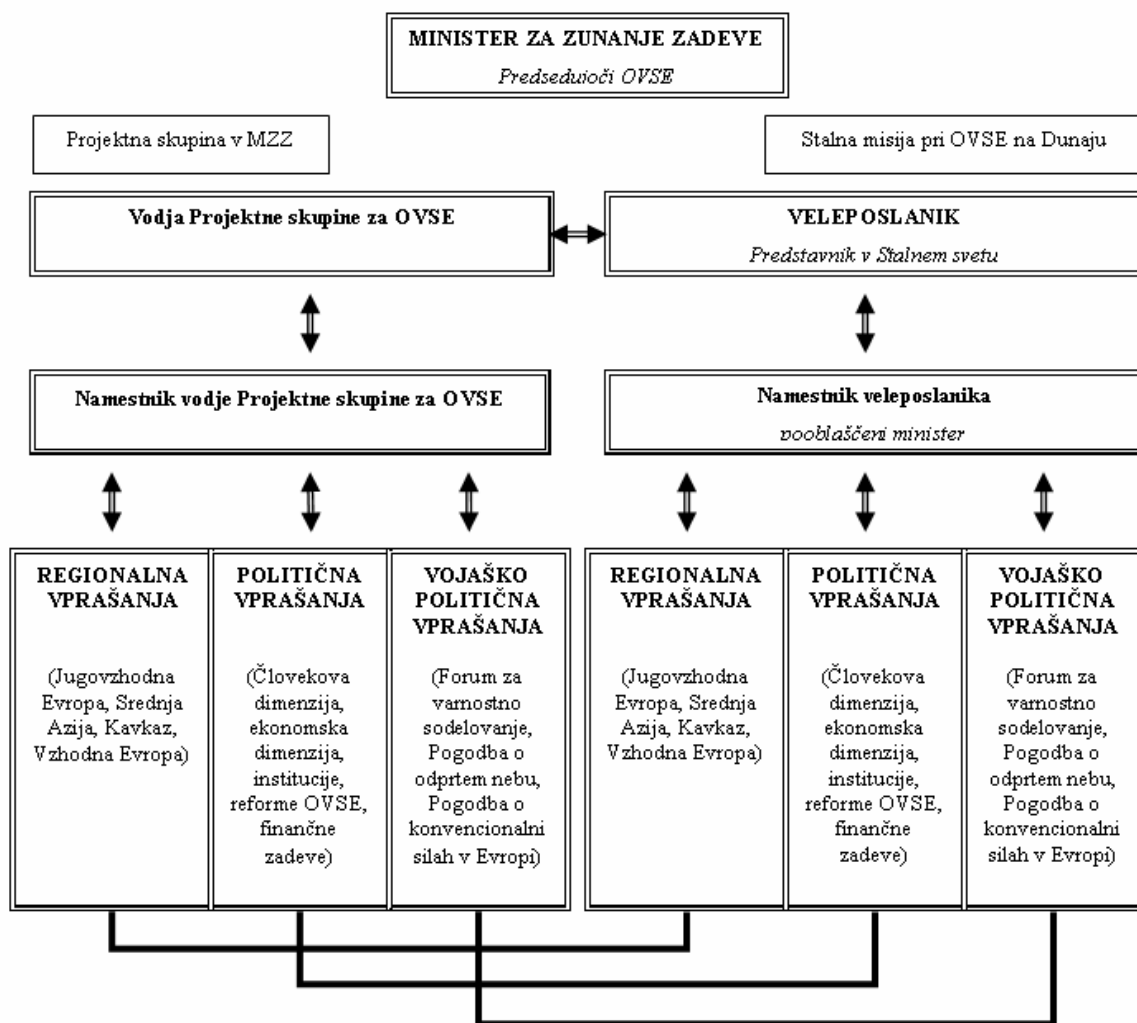 MINISTER ZA ZUNANJE ZADEVE
Predsedujoči OVSE
Projektna skupina v MZZ
Stalna misija pri OVSE na Dunaju
Vodja Projektne skupine za OVSE
VELEPOSLANIK
Predstavnik v Stalnem svetu
Namestnik vodje Projektne skupine za OVSE
Namestnik veleposlanika
pooblaščeni minister
REGIONALNA
VPRAŠANJA
(Jugovzhodna
Evropa, Srednja
Azija, Kavkaz,
Vzhodna Evropa)
POLITIČNA
VPRAŠANJA
(Človekova
dimenzija,
ekonomska
dimenzija,
institucije,
reforme OVSE,
finančne
zadeve)
VOJAŠKO
POLITIČNA
VPRAŠANJA
(Forum za
varnostno
sodelovanje,
Pogodba o
odprtem nebu,
Pogodba o
konvencionalni
silah v Evropi)
REGIONALNA
VPRAŠANJA
(Jugovzhodna
Evropa, Srednja
Azija, Kavkaz,
Vzhodna Evropa)
POLITIČNA
VPRAŠANJA
(Človekova
dimenzija,
ekonomska
dimenzija,
institucije,
reforme OVSE,
finančne
zadeve)
VOJAŠKO
POLITIČNA
VPRAŠANJA
(Forum za
varnostno
sodelovanje,
Pogodba o
odprtem nebu,
Pogodba o
konvencionalni
silah v Evropi)